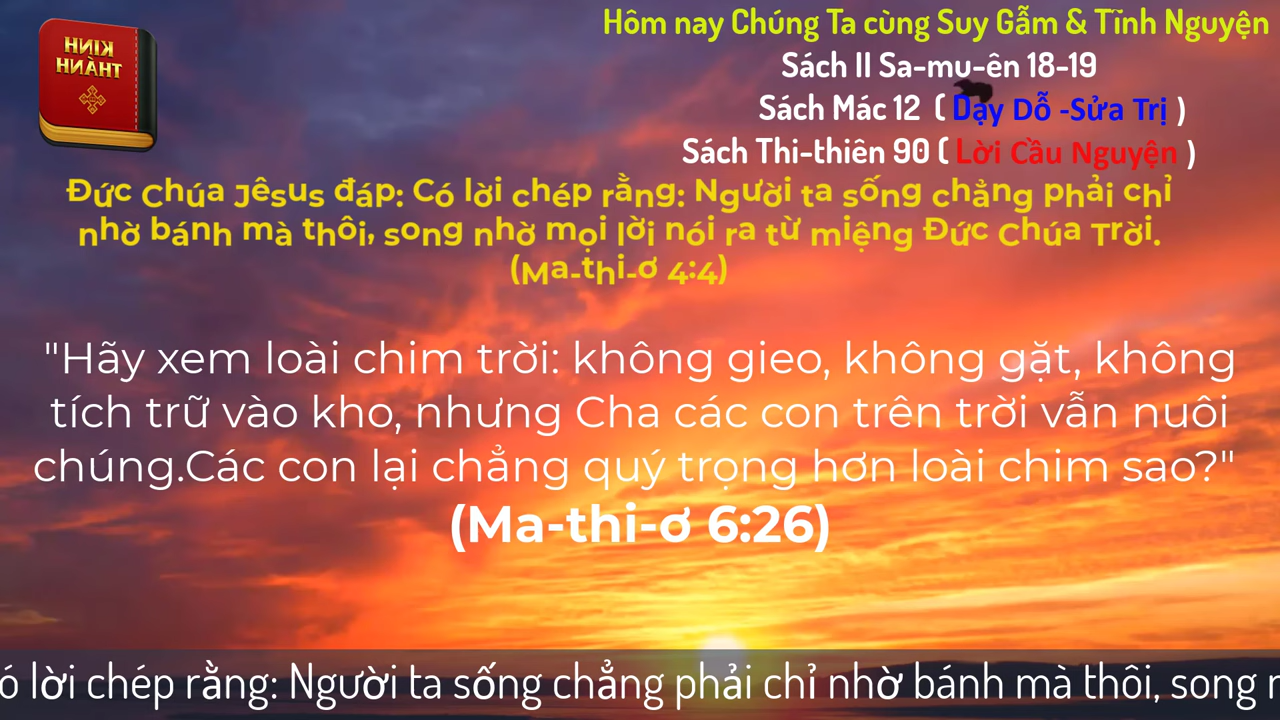 KINH
THÁNH
Hôm nay Chúng Ta cùng Suy Gẫm & Tĩnh Nguyện
Sách II Sa-mu-ên 18-19
Sách Mác 12 ( Dạy Dỗ -Sửa Trị )
Sách Thi-thiên 90 ( Lời Cầu Nguyện )
Đức Chúa Jêsus đáp: Có lời chép rằng: Người ta sống chẳng phải chỉ
nhờ bánh mà thôi, song nhờ mọi lời nói ra từ miệng Đức Chúa Trời.
(Ma-thi-ơ 4:4)
"Hãy xem loài chim trời: không gieo, không gặt, không
tích trữ vào kho, nhưng Cha các con trên trời vẫn nuôi
chúng.Các con lại chẳng quý trọng hơn loài chim sao?"
(Ma-thi-ơ 6:26)
ó lời chép rằng: Người ta sống chẳng phải chỉ nhờ bánh mà thôi, song n